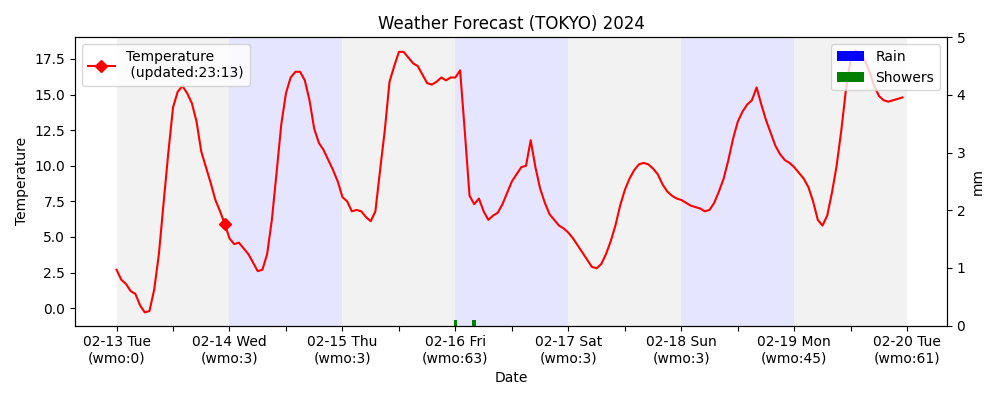 Weather Forecast (TOKYO) 2024
Temperature
(updated:23:13)
Rain
Showers
Temperature
17.5
15.0
12.5
10.0
7.5
5.0
2.5
0.0
mm
5
4
3
2
1
0
02-13 Tue
(wmo:0)
02-14 Wed
(wmo:3)
02-15 Thu
(wmo:3)
02-16 Fri
(wmo:63)
02-17 Sat
(wmo:3)
02-18 Sun
(wmo:3)
02-19 Mon
(wmo:45)
02-20 Tue
(wmo:61)
Date